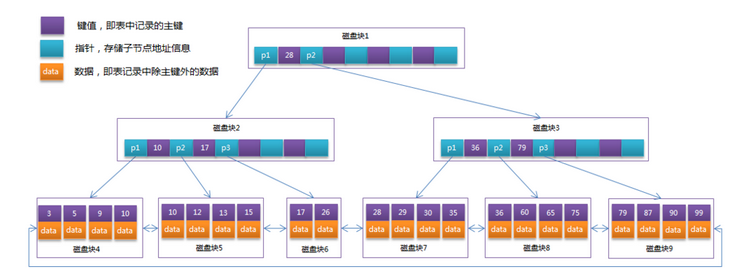 键值，即表中记录的主键
指针，存储子节点地址信息
data 数据，即表记录中除主键外的数据
磁盘块1
p1 28 p2
磁盘块2
p1 10 p2 17 p3
磁盘块3
p1 36 p2 79 p3
3 5 9 10
data data data data
磁盘块4
10 12 13 15
data data data data
磁盘块5
17 26
data data
磁盘块6
28 29 30 35
data data data data
磁盘块7
36 60 65 75
data data data data
磁盘块8
79 87 90 99
data data data data
磁盘块9